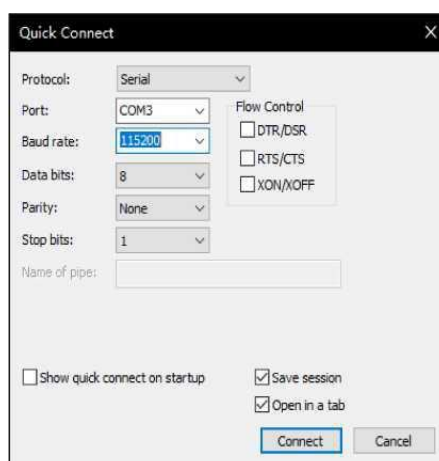 Quick Connect
Protocol: Serial
Port: COM3
Flow Control
Baud rate: 115200
DTR/DSR
RTS/CTS
Data bits: 8
XON/XOFF
Parity: None
Stop bits: 1
Name of pipe:
Show quick connect on startup
Save session
Open in a tab
Connect
Cancel